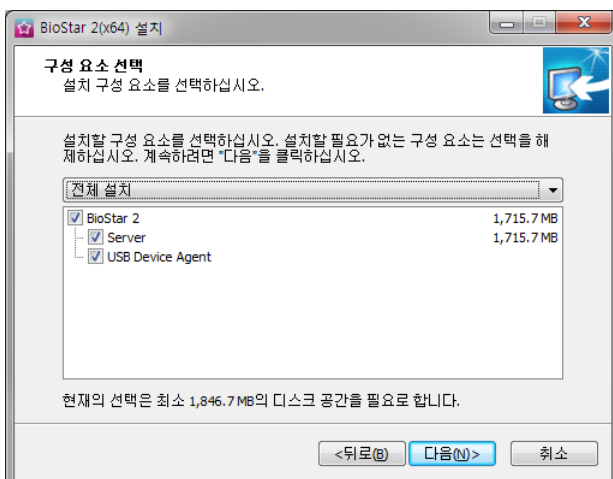 BioStar 2(x64) 설치
구성 요소 선택
설치 구성 요소를 선택하십시오.
설치할 구성 요소를 선택하십시오. 설치할 필요가 없는 구성 요소는 선택을 해
제하십시오. 계속하려면 "다음"을 클릭하십시오.
전체 설치
BioStar 2 1,715.7 MB
Server 1,715.7 MB
USB Device Agent
현재의 선택은 최소 1,846.7 MB의 디스크 공간을 필요로 합니다.
<뒤로(B) 다음(N)> 취소